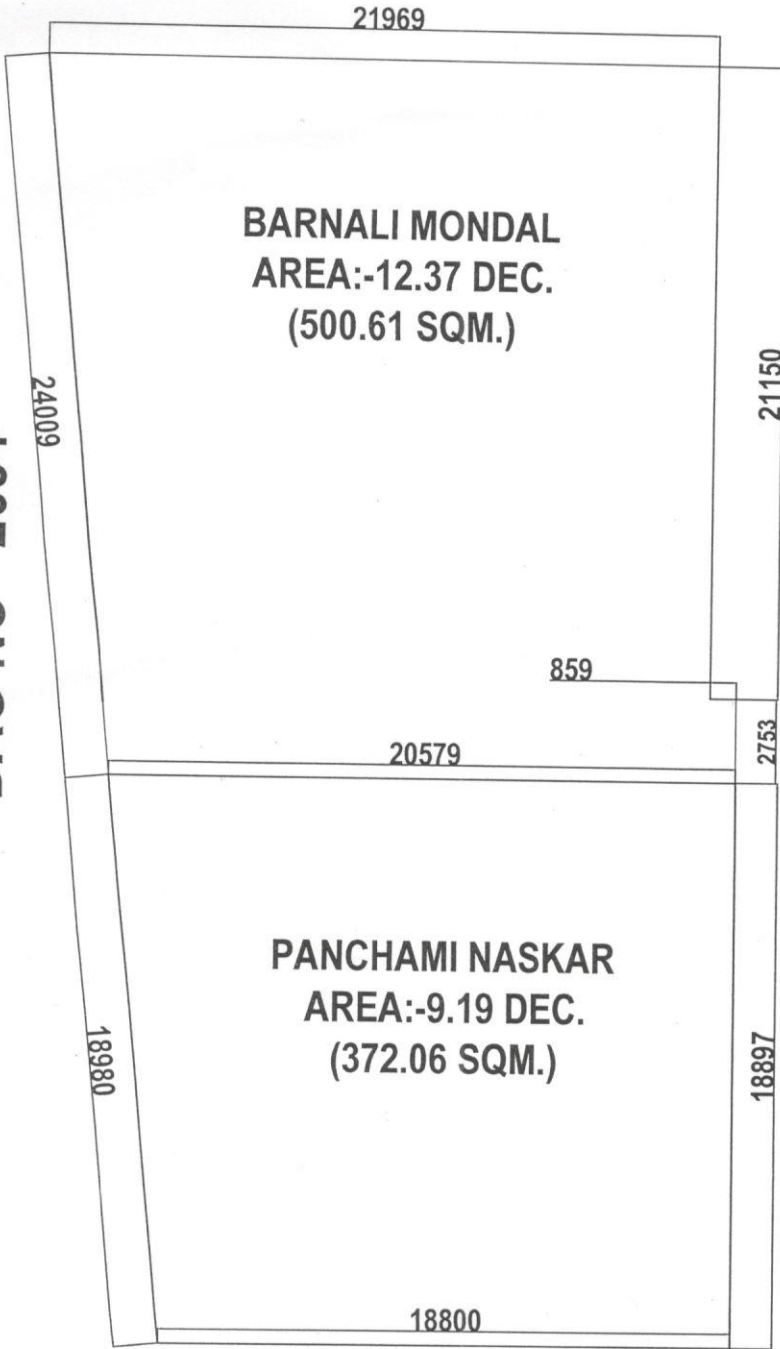 21969
BARNALI MONDAL
AREA:-12.37 DEC.
(500.61 SQM.)
24009
21150
859
2753
20579
PANCHAMI NASKAR
AREA:-9.19 DEC.
(372.06 SQM.)
18980
18897
18800